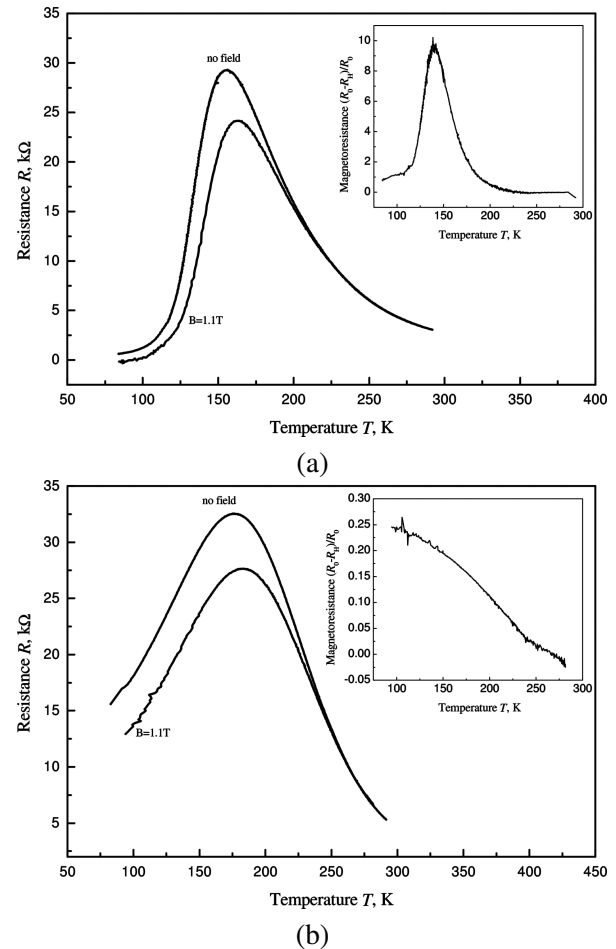 no field
B=1.1T
Resistance R, kΩ
35
30
25
20
15
10
5
0
50 100 150 200 250 300 350 400
Temperature T, K
Magnetoresistance (R0-RH)/R0
10
8
6
4
2
0
100 150 200 250 300
Temperature T, K
(a)
no field
B=1.1T
Resistance R, kΩ
35
30
25
20
15
10
5
50 100 150 200 250 300 350 400 450
Temperature T, K
Magnetoresistance (R0-RH)/R0
0.30
0.25
0.20
0.15
0.10
0.05
0.00
-0.05
100 150 200 250 300
Temperature T, K
(b)